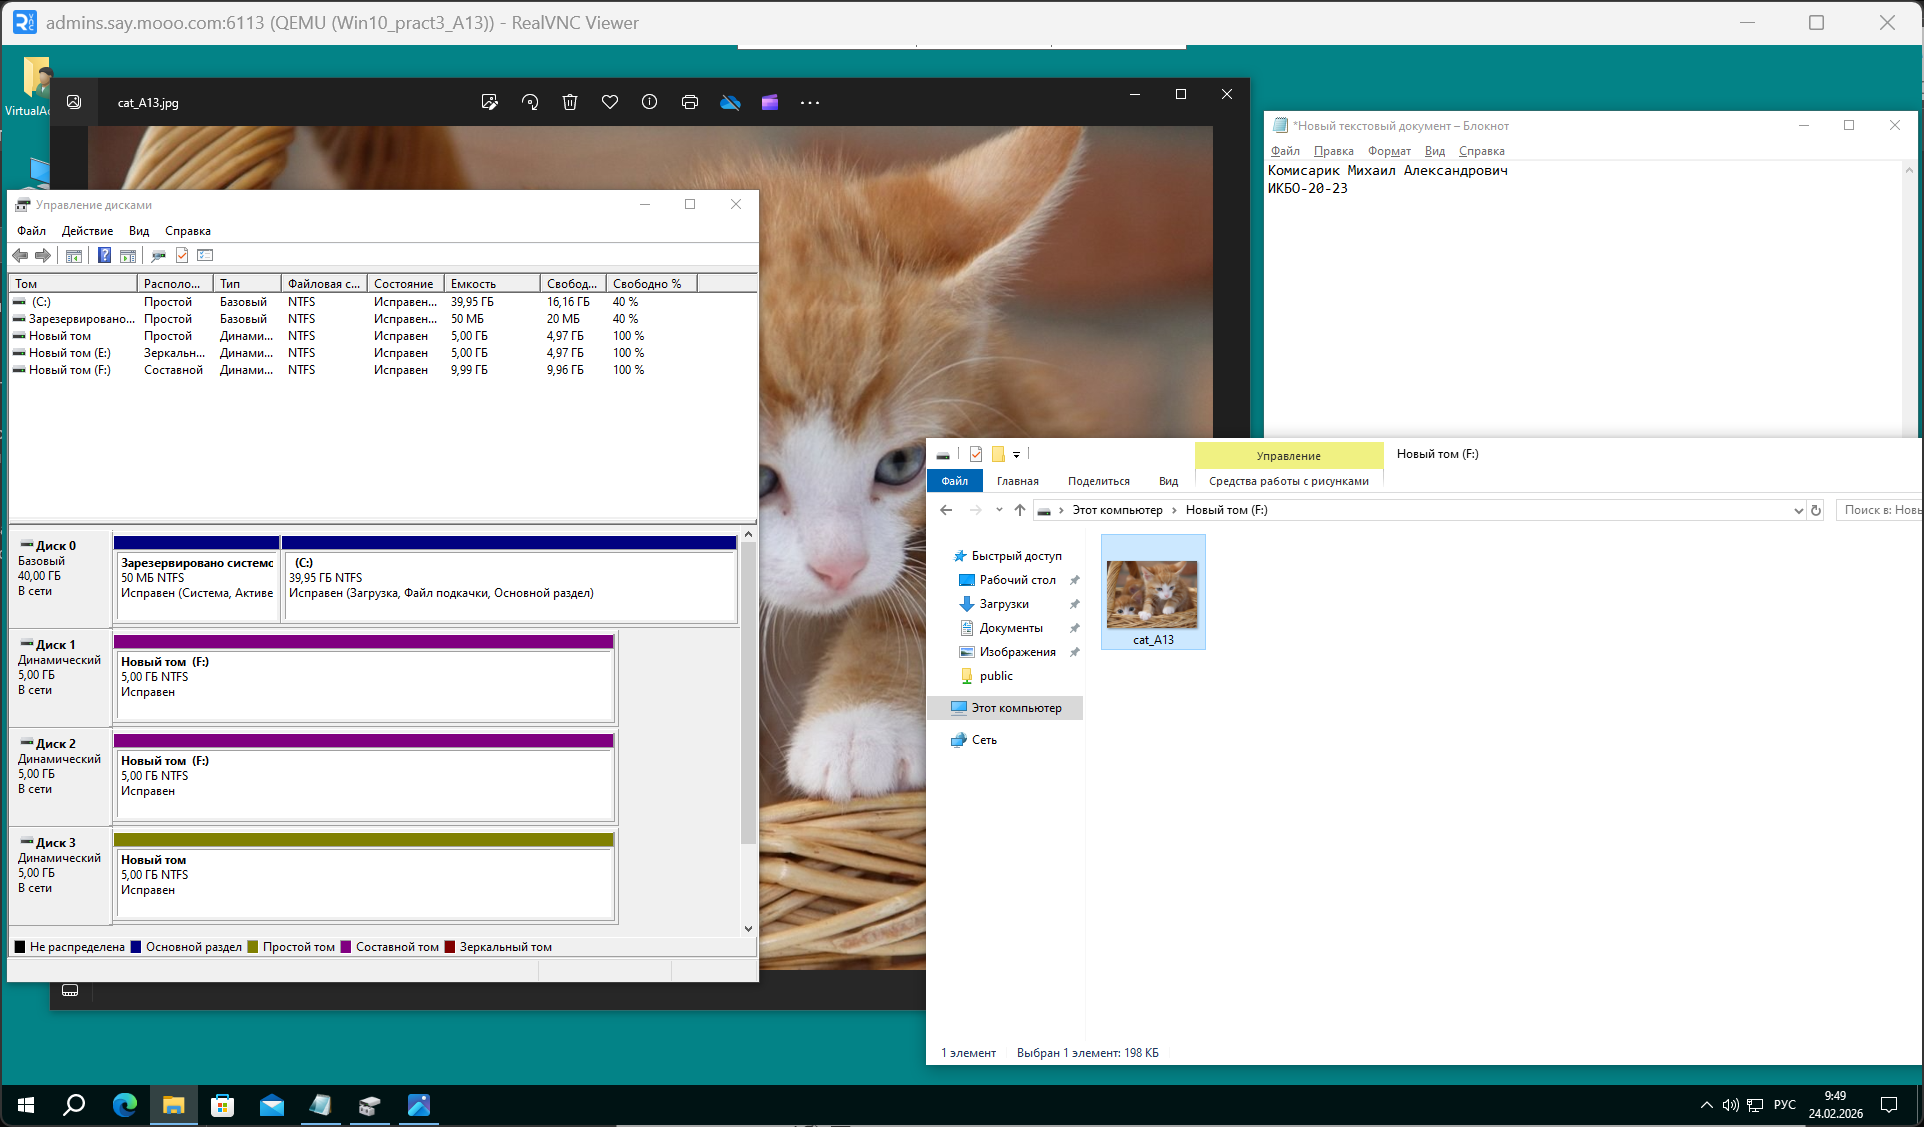 admins.say.mooo.com:6113 (QEMU (Win10_pract3_A13)) - RealVNC Viewer
cat_A13.jpg
*Новый текстовый документ – Блокнот
Файл Правка Формат Вид Справка
Комисарик Михаил Александрович
ИКБО-20-23
Управление дисками
Файл Действие Вид Справка
Том Располо... Тип Файловая с... Состояние Емкость Свобод... Свободно %
(C:) Простой Базовый NTFS Исправен... 39,95 ГБ 16,16 ГБ 40 %
Зарезервировано... Простой Базовый NTFS Исправен... 50 МБ 20 МБ 40 %
Новый том Простой Динами... NTFS Исправен 5,00 ГБ 4,97 ГБ 100 %
Новый том (E:) Зеркальн... Динами... NTFS Исправен 5,00 ГБ 4,97 ГБ 100 %
Новый том (F:) Составной Динами... NTFS Исправен 9,99 ГБ 9,96 ГБ 100 %
Диск 0
Базовый
40,00 ГБ
В сети
Зарезервировано системо
50 МБ NTFS
Исправен (Система, Активе
(C:)
39,95 ГБ NTFS
Исправен (Загрузка, Файл подкачки, Основной раздел)
Диск 1
Динамический
5,00 ГБ
В сети
Новый том (F:)
5,00 ГБ NTFS
Исправен
Диск 2
Динамический
5,00 ГБ
В сети
Новый том (F:)
5,00 ГБ NTFS
Исправен
Диск 3
Динамический
5,00 ГБ
В сети
Новый том
5,00 ГБ NTFS
Исправен
Не распределена Основной раздел Простой том Составной том Зеркальный том
Управление Новый том (F:)
Файл Главная Поделиться Вид Средства работы с рисунками
Этот компьютер Новый том (F:)
Поиск в: Новы
Быстрый доступ
Рабочий стол
Загрузки
Документы
Изображения
public
Этот компьютер
Сеть
cat_A13
1 элемент Выбран 1 элемент: 198 КБ
РУС
9:49
24.02.2026